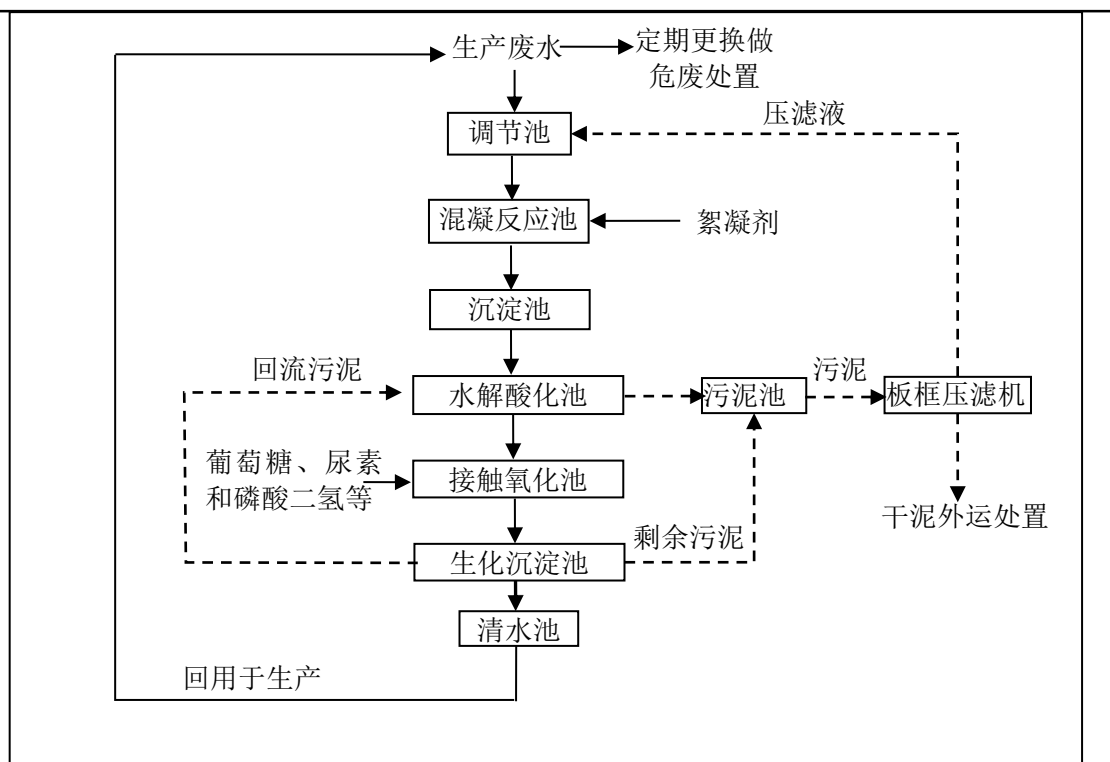 生产废水
定期更换做
危废处置
压滤液
调节池
混凝反应池
絮凝剂
沉淀池
回流污泥
水解酸化池
污泥池
污泥
板框压滤机
葡萄糖、尿素
和磷酸二氢等
接触氧化池
干泥外运处置
剩余污泥
生化沉淀池
清水池
回用于生产